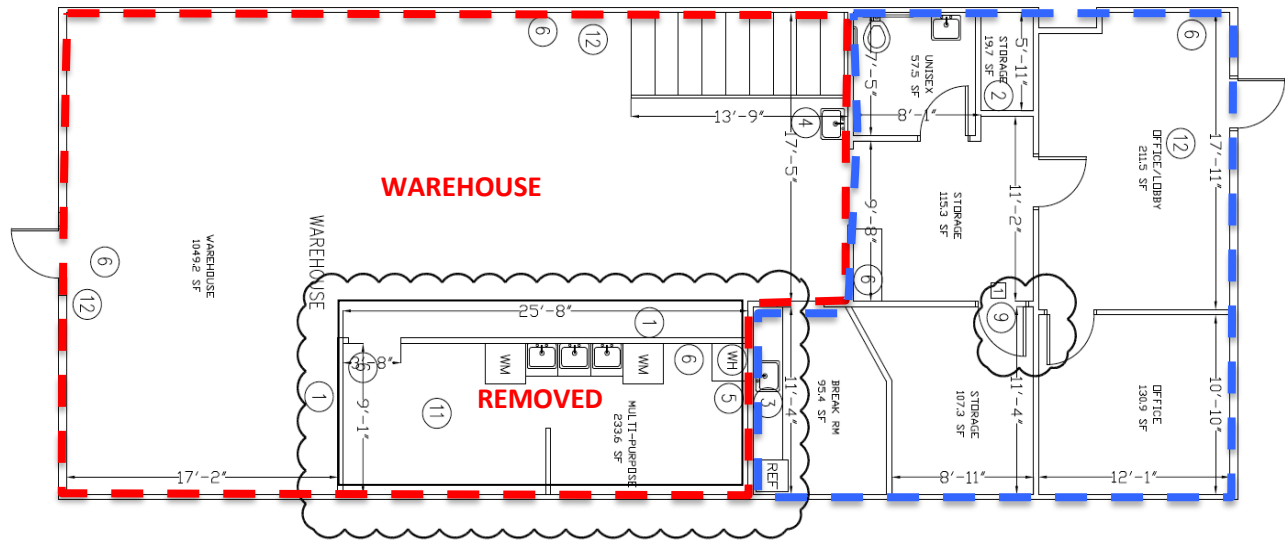 6
12
7'-5"
UNISEX
57.5 SF
STORAGE
19.7 SF
2
5'-11"
6
13'-9"
4
8'-1"
17'-5"
OFFICE/LOBBY
211.5 SF
12
17'-11"
WAREHOUSE
9'-8"
STORAGE
115.3 SF
11'-2"
WAREHOUSE
1049.2 SF
6
12
WAREHOUSE
6
1
9
25'-8"
1
3'-8"
6
WM
WM
6
WH
5
1
9'-1"
11
REMOVED
MULTI-PURPOSE
233.6 SF
3
11'-4"
BREAK RM
95.4 SF
STORAGE
107.3 SF
11'-4"
OFFICE
130.9 SF
10'-10"
17'-2"
REF
8'-11"
12'-1"